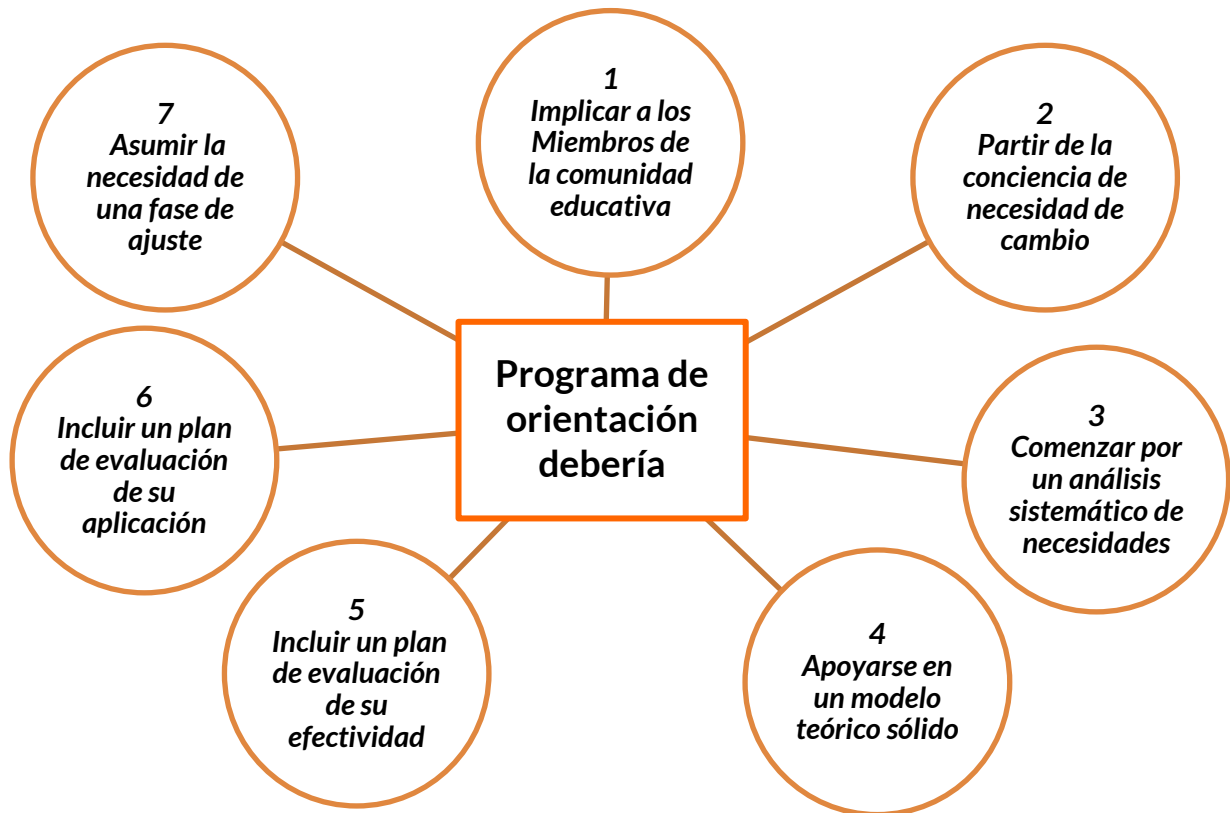 Programa de
orientación
debería
1
Implicar a los
Miembros de
la comunidad
educativa
2
Partir de la
conciencia de
necesidad de
cambio
3
Comenzar por
un análisis
sistemático de
necesidades
4
Apoyarse en
un modelo
teórico sólido
5
Incluir un plan
de evaluación
de su
efectividad
6
Incluir un plan
de evaluación
de su
aplicación
7
Asumir la
necesidad de
una fase de
ajuste